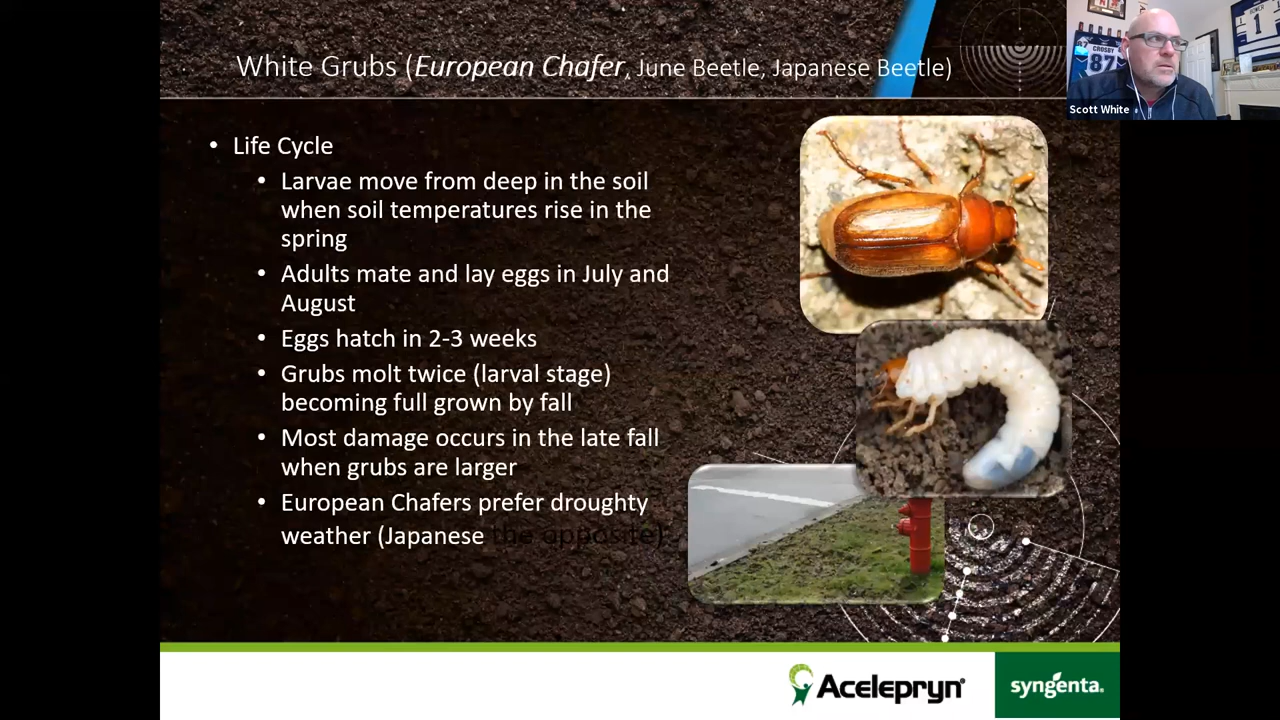 White Grubs (European Chafer, June Beetle, Japanese Beetle)
CROSBY
87
1
Scott White
• Life Cycle
• Larvae move from deep in the soil
when soil temperatures rise in the
spring
• Adults mate and lay eggs in July and
August
• Eggs hatch in 2-3 weeks
• Grubs molt twice (larval stage)
becoming full grown by fall
• Most damage occurs in the late fall
when grubs are larger
• European Chafers prefer droughty
weather (Japanese the opposite)
Acelepryn®
syngenta.